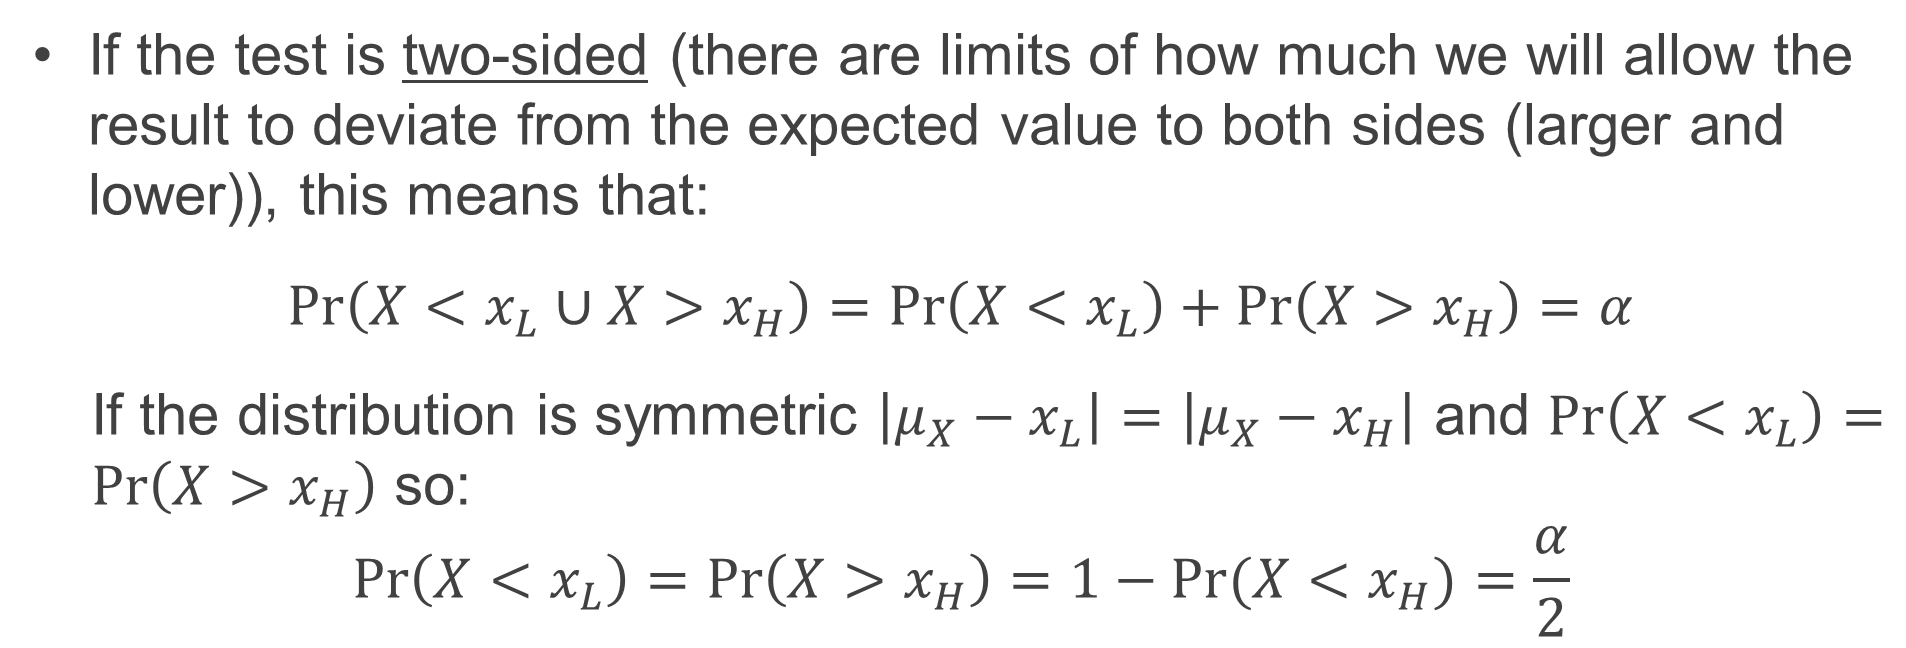 • If the test is two-sided (there are limits of how much we will allow the
result to deviate from the expected value to both sides (larger and
lower)), this means that:
Pr(𝑋 < 𝑥_L ∪ 𝑋 > 𝑥_H) = Pr(𝑋 < 𝑥_L) + Pr(𝑋 > 𝑥_H) = 𝛼
If the distribution is symmetric |𝜇_X − 𝑥_L| = |𝜇_X − 𝑥_H| and Pr(𝑋 < 𝑥_L) =
Pr(𝑋 > 𝑥_H) so:
Pr(𝑋 < 𝑥_L) = Pr(𝑋 > 𝑥_H) = 1 − Pr(𝑋 < 𝑥_H) = 𝛼/2